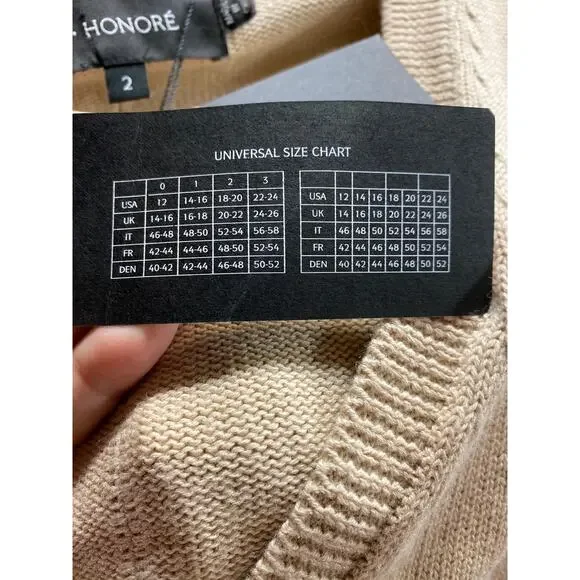 . HONORÉ
2
UNIVERSAL SIZE CHART
0 1 2 3
USA 12 14-16 18-20 22-24
UK 14-16 16-18 20-22 24-26
IT 46-48 48-50 52-54 56-58
FR 42-44 44-46 48-50 52-54
DEN 40-42 42-44 46-48 50-52
USA 12 14 16 18 20 22 24
UK 14 16 18 20 22 24 26
IT 46 48 50 52 54 56 58
FR 42 44 46 48 50 52 54
DEN 40 42 44 46 48 50 52